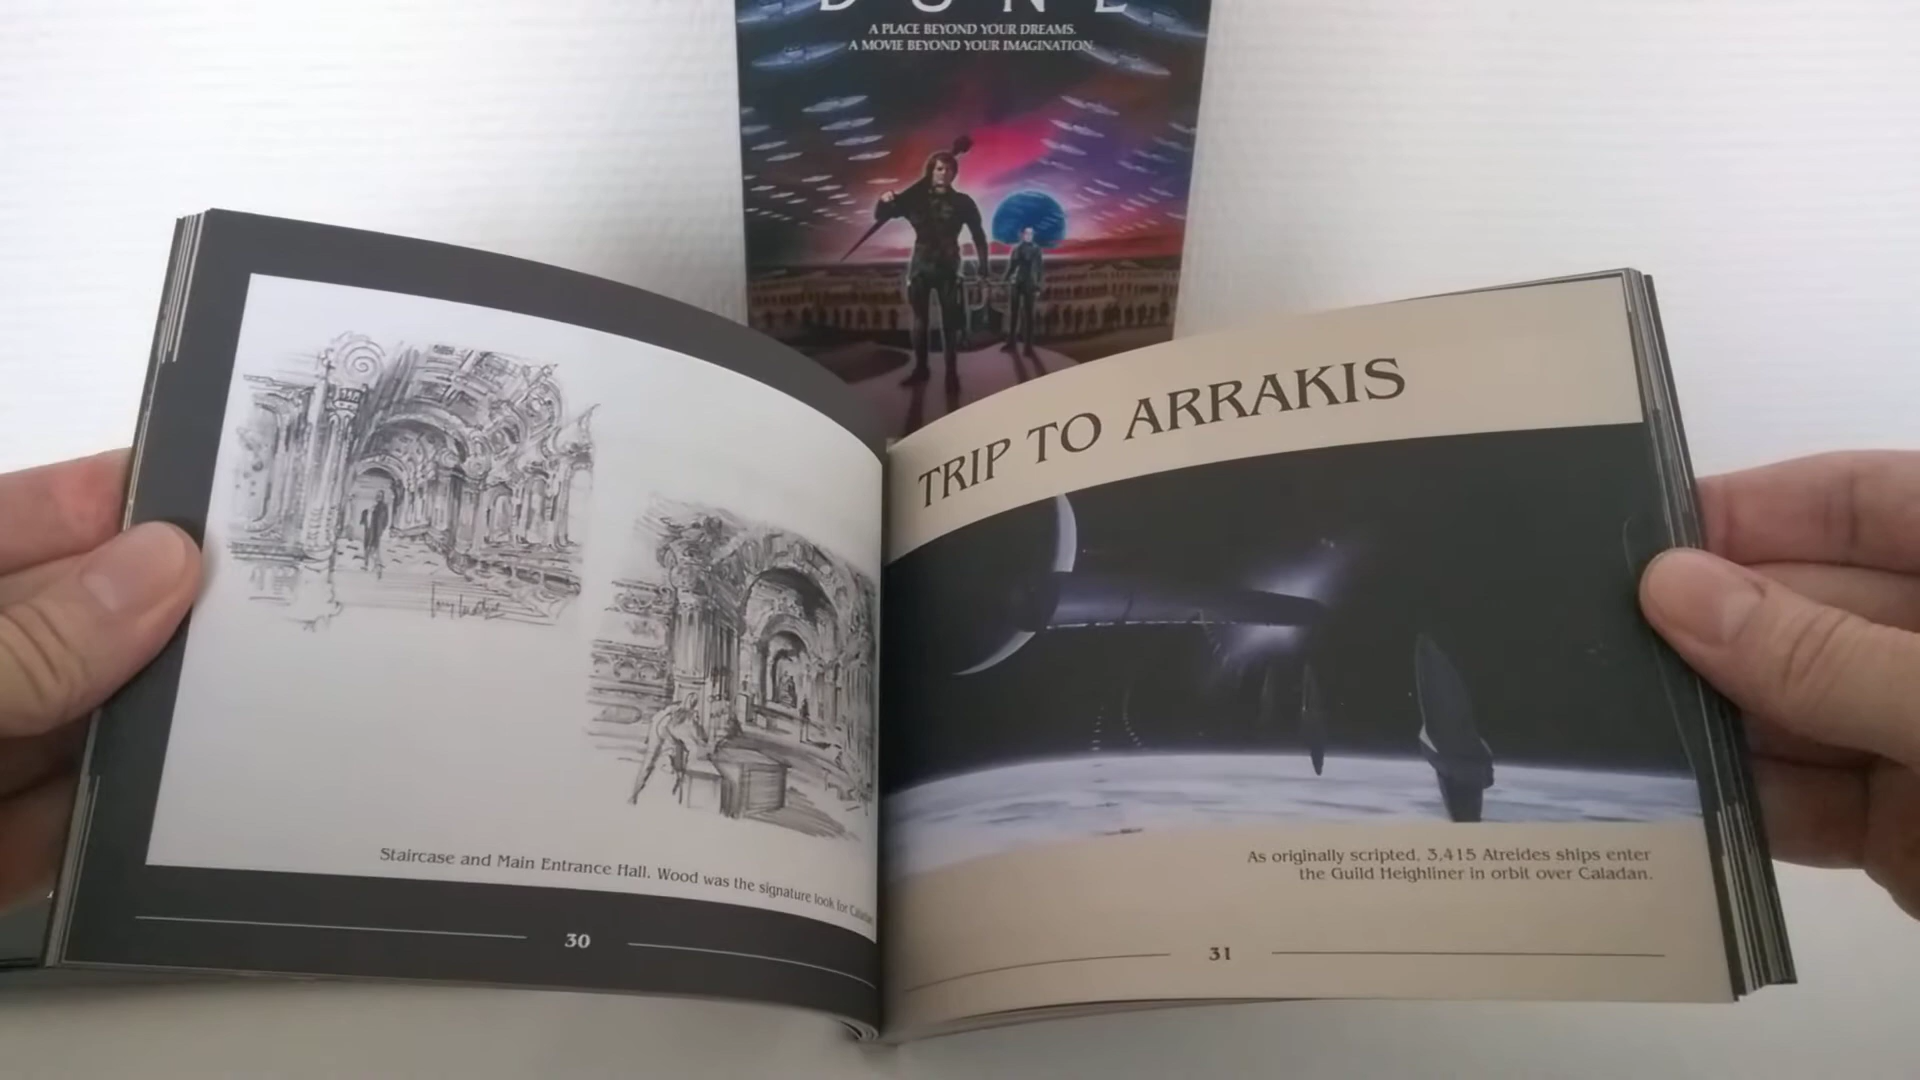 DUNE
A PLACE BEYOND YOUR DREAMS.
A MOVIE BEYOND YOUR IMAGINATION.
Staircase and Main Entrance Hall. Wood was the signature look for Caladan
30
TRIP TO ARRAKIS
As originally scripted, 3,415 Atreides ships enter
the Guild Heighliner in orbit over Caladan.
31